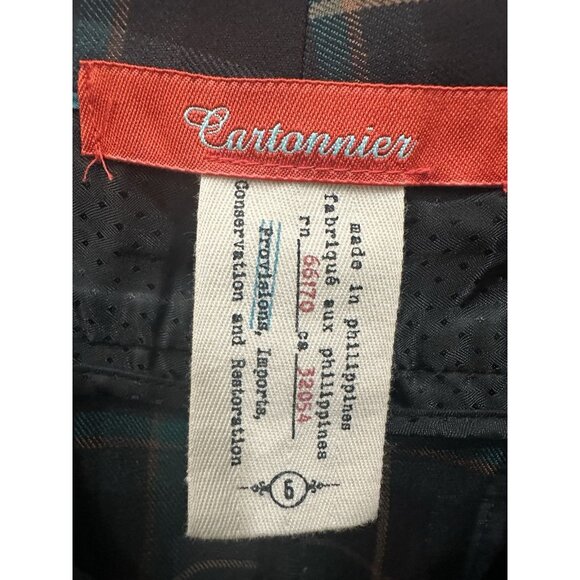 Cartonnier
made in philippines
fabriqué aux philippines
rn 66170 ca 32054
Provisions, Imports,
Conservation and Restoration
6